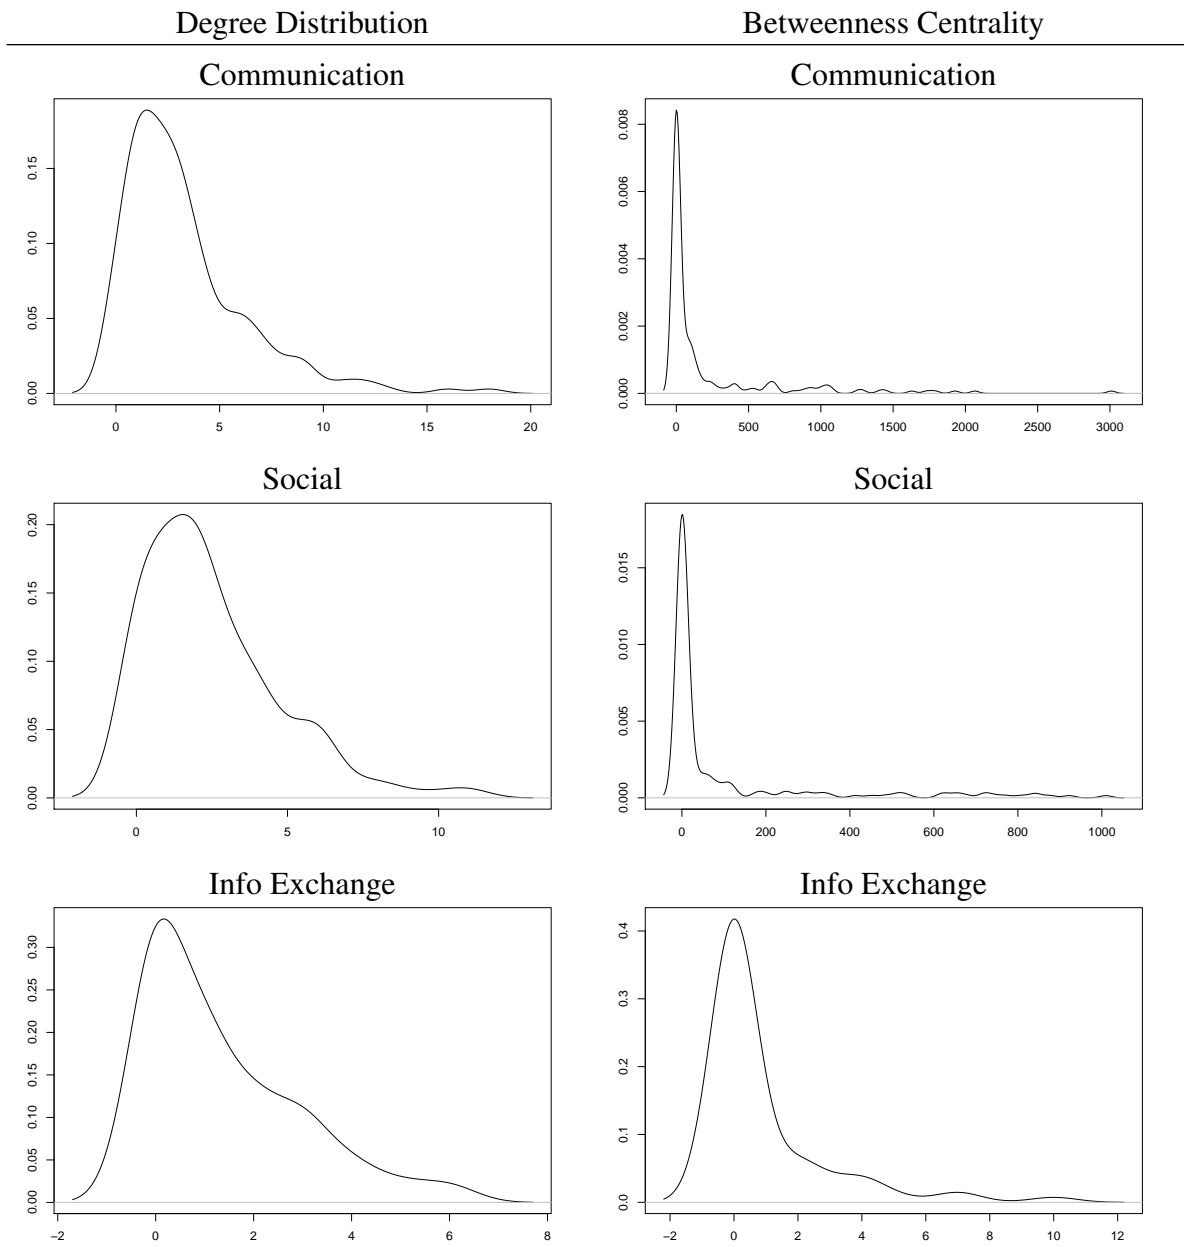 Degree Distribution Betweenness Centrality
Communication Communication
0.00 0.05 0.10 0.15
0.000 0.002 0.004 0.006 0.008
0 5 10 15 20
0 500 1000 1500 2000 2500 3000
Social Social
0.00 0.05 0.10 0.15 0.20
0.000 0.005 0.010 0.015
0 5 10
0 200 400 600 800 1000
Info Exchange Info Exchange
0.00 0.05 0.10 0.15 0.20 0.25 0.30
0.0 0.1 0.2 0.3 0.4
−2 0 2 4 6 8
−2 0 2 4 6 8 10 12